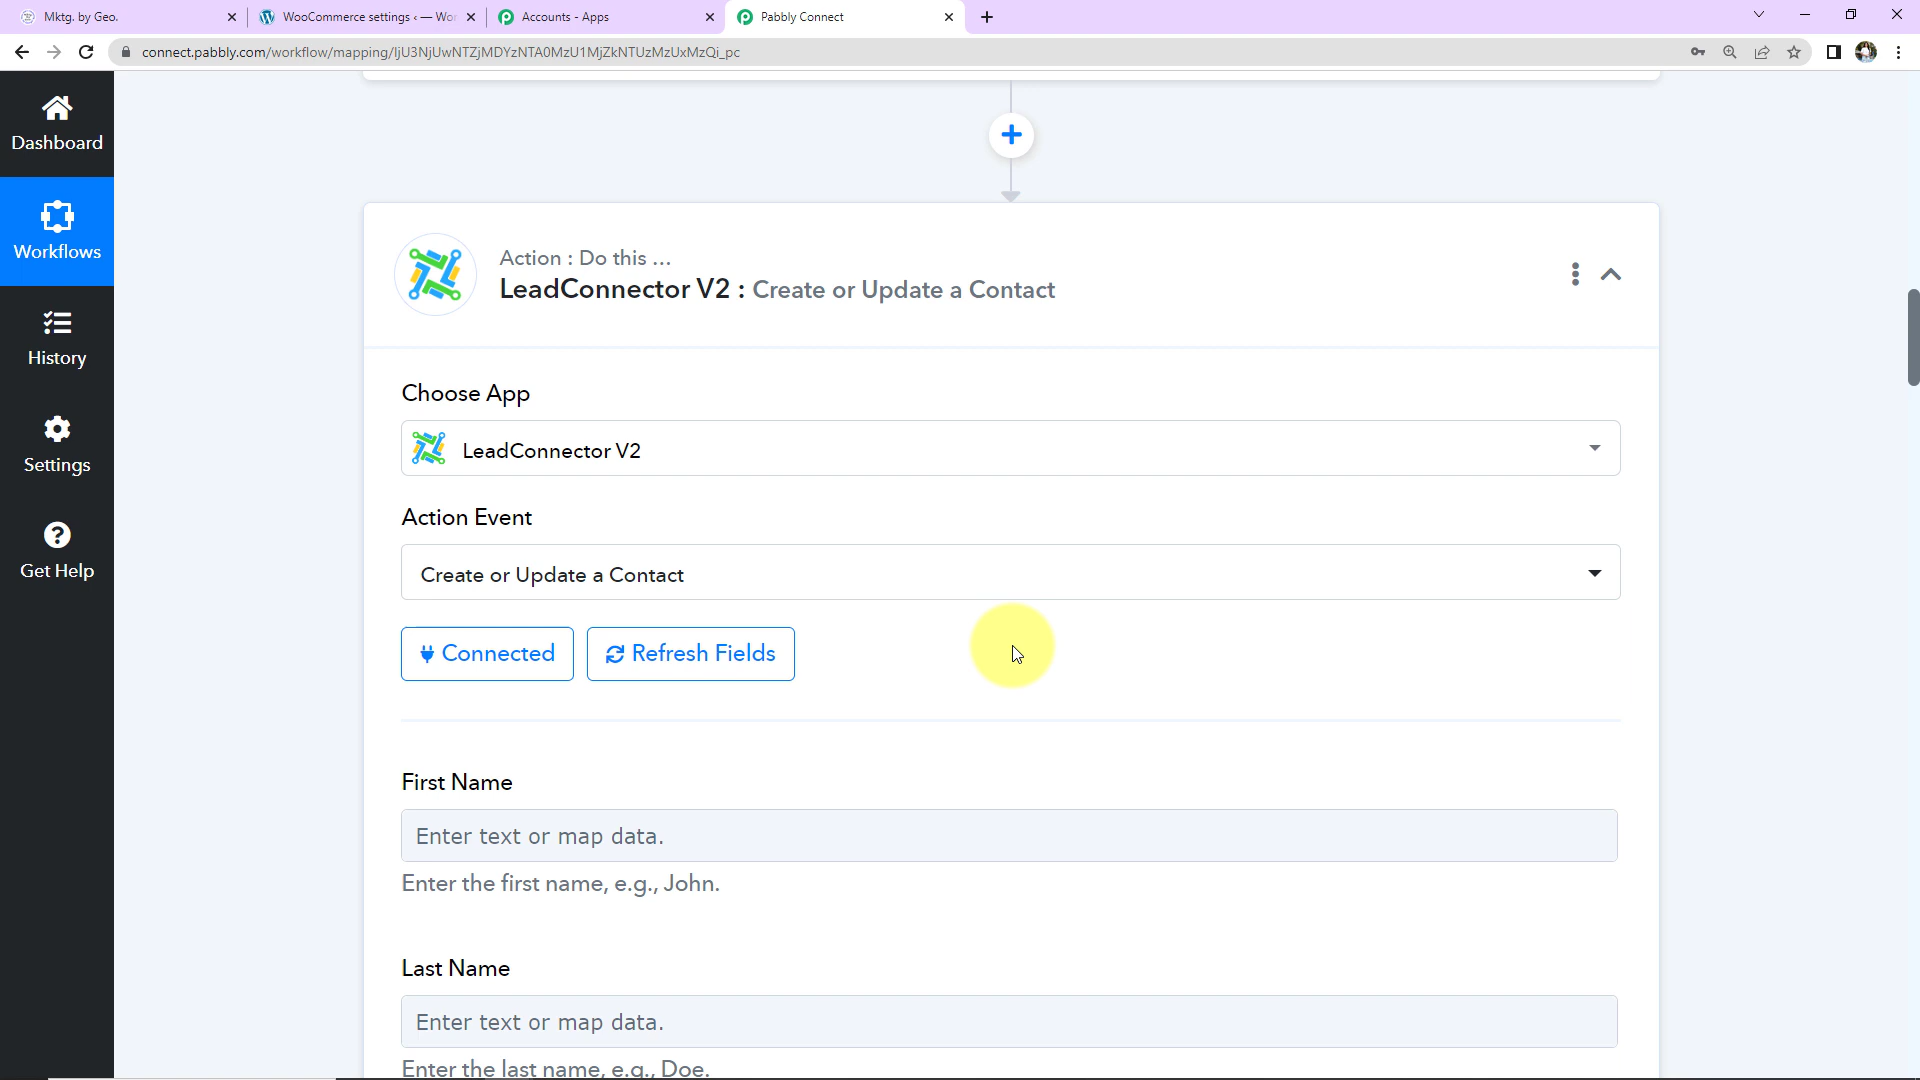 Mktg. by Geo.
WooCommerce settings ‹ — Wor
Accounts - Apps
Pabbly Connect
connect.pabbly.com/workflow/mapping/IjU3NjUwNTZjMDYzNTA0MzU1MjZkNTUzMzUxMzQi_pc
Dashboard
Workflows
History
Settings
Get Help
Action : Do this ...
LeadConnector V2 : Create or Update a Contact
Choose App
LeadConnector V2
Action Event
Create or Update a Contact
Connected
Refresh Fields
First Name
Enter text or map data.
Enter the first name, e.g., John.
Last Name
Enter text or map data.
Enter the last name, e.g., Doe.